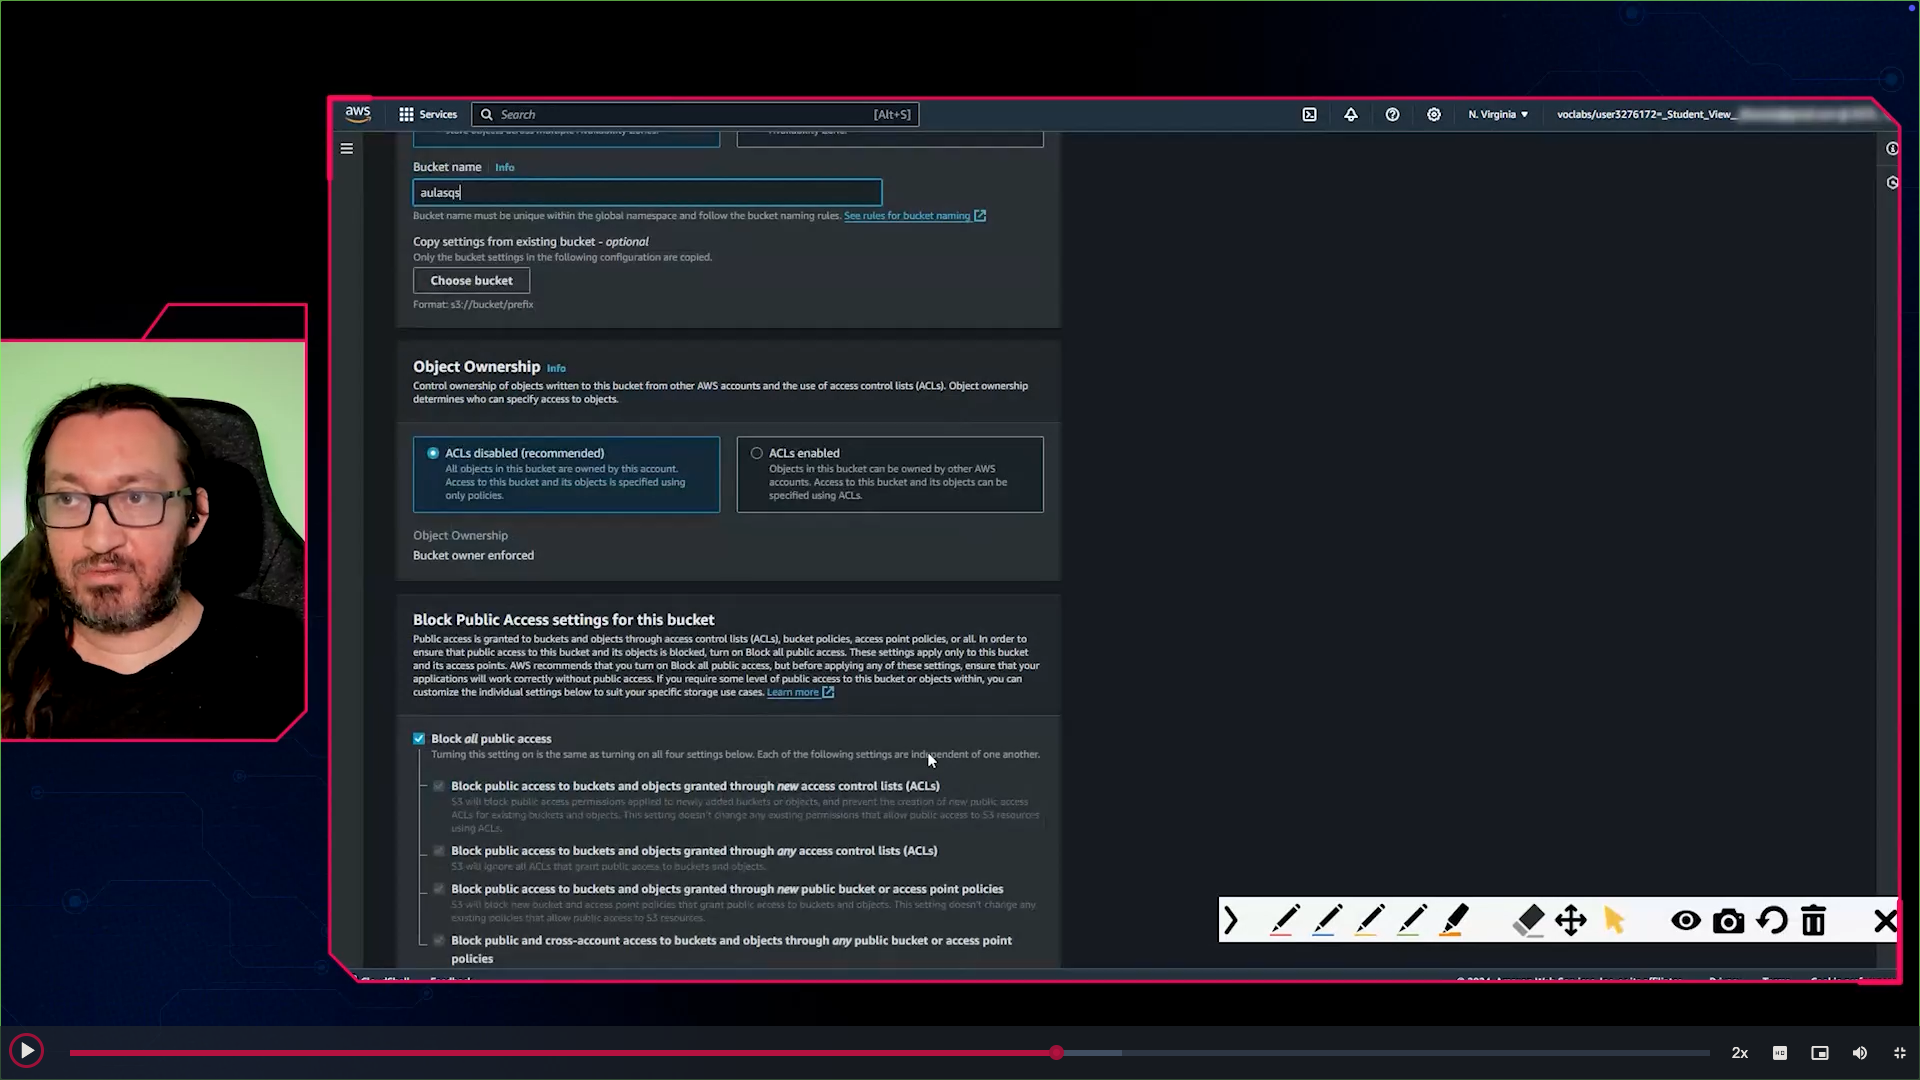 aws
Services
Search
[Alt+S]
N. Virginia
voclabs/user3276172=_Student_View_
Bucket name
Info
aulasqs
Bucket name must be unique within the global namespace and follow the bucket naming rules. See rules for bucket naming
Copy settings from existing bucket - optional
Only the bucket settings in the following configuration are copied.
Choose bucket
Format: s3://bucket/prefix
Object Ownership Info
Control ownership of objects written to this bucket from other AWS accounts and the use of access control lists (ACLs). Object ownership
determines who can specify access to objects.
ACLs disabled (recommended)
All objects in this bucket are owned by this account.
Access to this bucket and its objects is specified using
only policies.
ACLs enabled
Objects in this bucket can be owned by other AWS
accounts. Access to this bucket and its objects can be
specified using ACLs.
Object Ownership
Bucket owner enforced
Block Public Access settings for this bucket
Public access is granted to buckets and objects through access control lists (ACLs), bucket policies, access point policies, or all. In order to
ensure that public access to this bucket and its objects is blocked, turn on Block all public access. These settings apply only to this bucket
and its access points. AWS recommends that you turn on Block all public access, but before applying any of these settings, ensure that your
applications will work correctly without public access. If you require some level of public access to this bucket or objects within, you can
customize the individual settings below to suit your specific storage use cases. Learn more
Block all public access
Turning this setting on is the same as turning on all four settings below. Each of the following settings are independent of one another.
Block public access to buckets and objects granted through new access control lists (ACLs)
S3 will block public access permissions applied to newly added buckets or objects, and prevent the creation of new public access
ACLs for existing buckets and objects. This setting doesn't change any existing permissions that allow public access to S3 resources
using ACLs.
Block public access to buckets and objects granted through any access control lists (ACLs)
S3 will ignore all ACLs that grant public access to buckets and objects.
Block public access to buckets and objects granted through new public bucket or access point policies
S3 will block new bucket and access point policies that grant public access to buckets and objects. This setting doesn't change any
existing policies that allow public access to S3 resources.
Block public and cross-account access to buckets and objects through any public bucket or access point
policies
2x